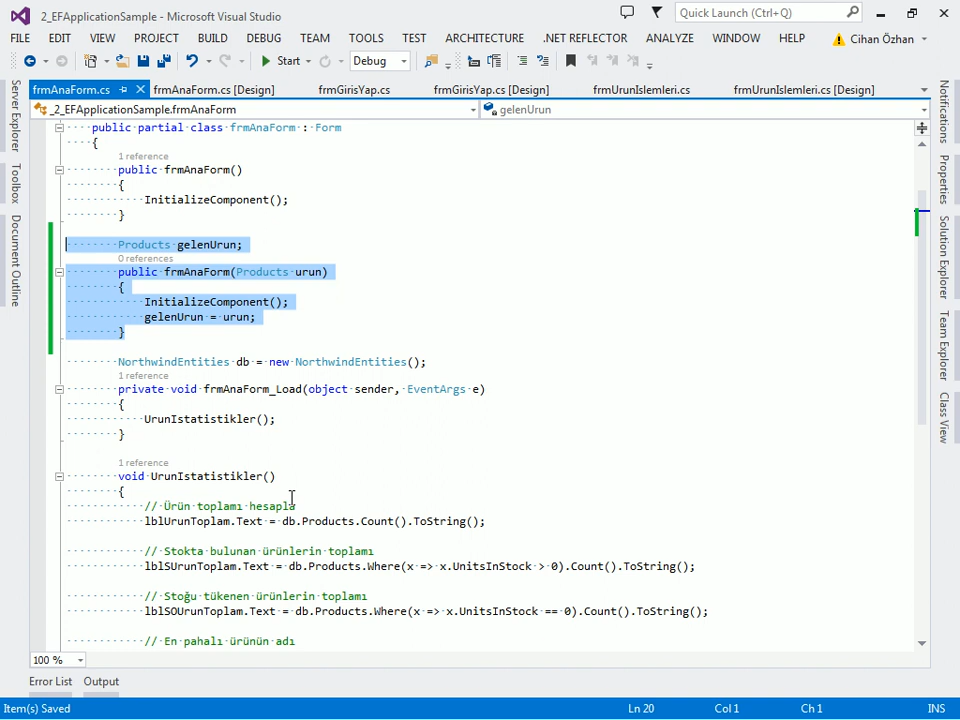 2_EFApplicationSample - Microsoft Visual Studio
Quick Launch (Ctrl+Q)
FILE EDIT VIEW PROJECT BUILD DEBUG TEAM TOOLS TEST ARCHITECTURE .NET REFLECTOR ANALYZE WINDOW HELP Cihan Özhan
Start Debug
frmAnaForm.cs frmAnaForm.cs [Design] frmGirisYap.cs frmGirisYap.cs [Design] frmUrunIslemleri.cs frmUrunIslemleri.cs [Design]
_2_EFApplicationSample.frmAnaForm gelenUrun
Server Explorer
Toolbox
Document Outline
public partial class frmAnaForm : Form
{
1 reference
public frmAnaForm()
{
InitializeComponent();
}
Products gelenUrun;
0 references
public frmAnaForm(Products urun)
{
InitializeComponent();
gelenUrun = urun;
}
NorthwindEntities db = new NorthwindEntities();
1 reference
private void frmAnaForm_Load(object sender, EventArgs e)
{
UrunIstatistikler();
}
1 reference
void UrunIstatistikler()
{
// Ürün toplamı hesapla
lblUrunToplam.Text = db.Products.Count().ToString();
// Stokta bulunan ürünlerin toplamı
lblSUrunToplam.Text = db.Products.Where(x => x.UnitsInStock > 0).Count().ToString();
// Stoğu tükenen ürünlerin toplamı
lblSOUrunToplam.Text = db.Products.Where(x => x.UnitsInStock == 0).Count().ToString();
// En pahalı ürünün adı
Notifications
Properties
Solution Explorer
Team Explorer
Class View
100 %
Error List Output
Item(s) Saved Ln 20 Col 1 Ch 1 INS